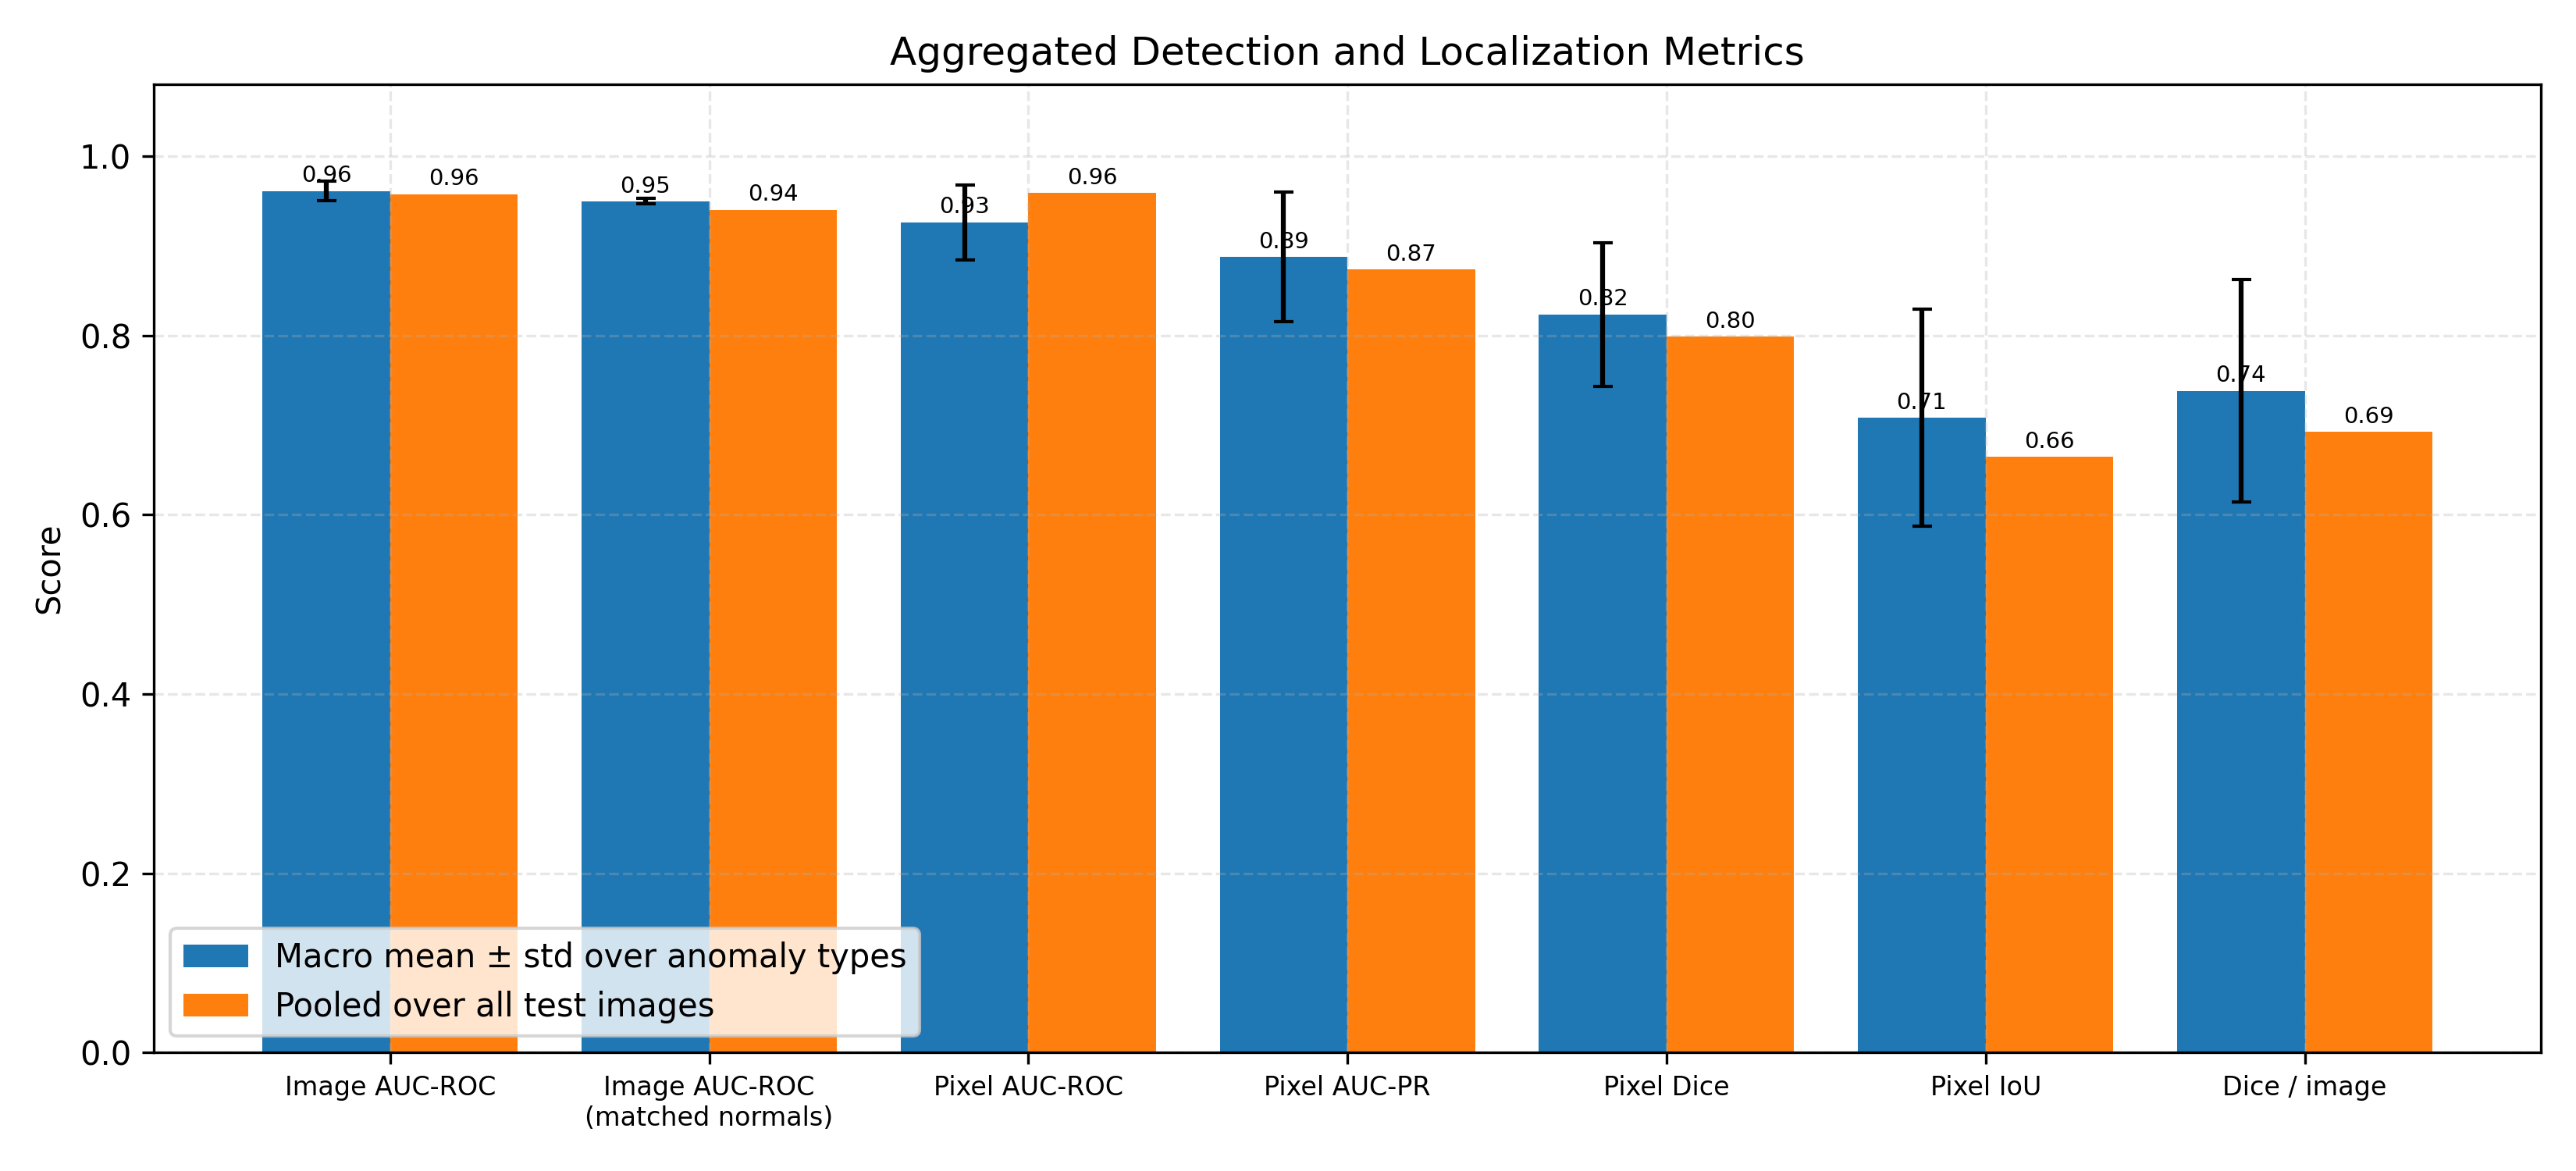 Aggregated Detection and Localization Metrics
Score
1.0
0.8
0.6
0.4
0.2
0.0
0.96
0.96
0.95
0.94
0.93
0.96
0.89
0.87
0.82
0.80
0.71
0.66
0.74
0.69
Macro mean ± std over anomaly types
Pooled over all test images
Image AUC-ROC
Image AUC-ROC
(matched normals)
Pixel AUC-ROC
Pixel AUC-PR
Pixel Dice
Pixel IoU
Dice / image